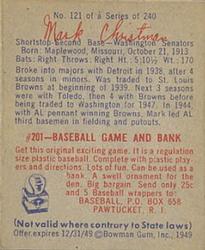 No. 121 of a Series of 240
Mark Christman
Shortstop-Second Base—Washington Senators
Born: Maplewood, Missouri, October 21, 1913
Bats: Right Throws: Right Ht.: 5:10½ Wt.: 170
Broke into majors with Detroit in 1938, after
4 seasons in minors. Was traded to St. Louis
Browns at beginning of 1939. Next 3 seasons
were with Toledo, then 4 with Browns before
being traded to Washington for 1947. In 1944,
with AL pennant winning Browns, Mark led AL
third basemen in fielding and putouts.
#201—BASEBALL GAME AND BANK
Get this original exciting game. It is a regulation
size plastic baseball. Complete with plastic play-
ers and directions. Lots of fun. Can be used as
a bank. A swell ornament for the
den. Big bargain. Send only 25c
and 5 Baseball wrappers to:
BASEBALL, P.O. BOX 658
PAWTUCKET, R. I.
(Not valid where contrary to State laws)
Offer expires 12/31/49 ©Bowman Gum, Inc., 1949